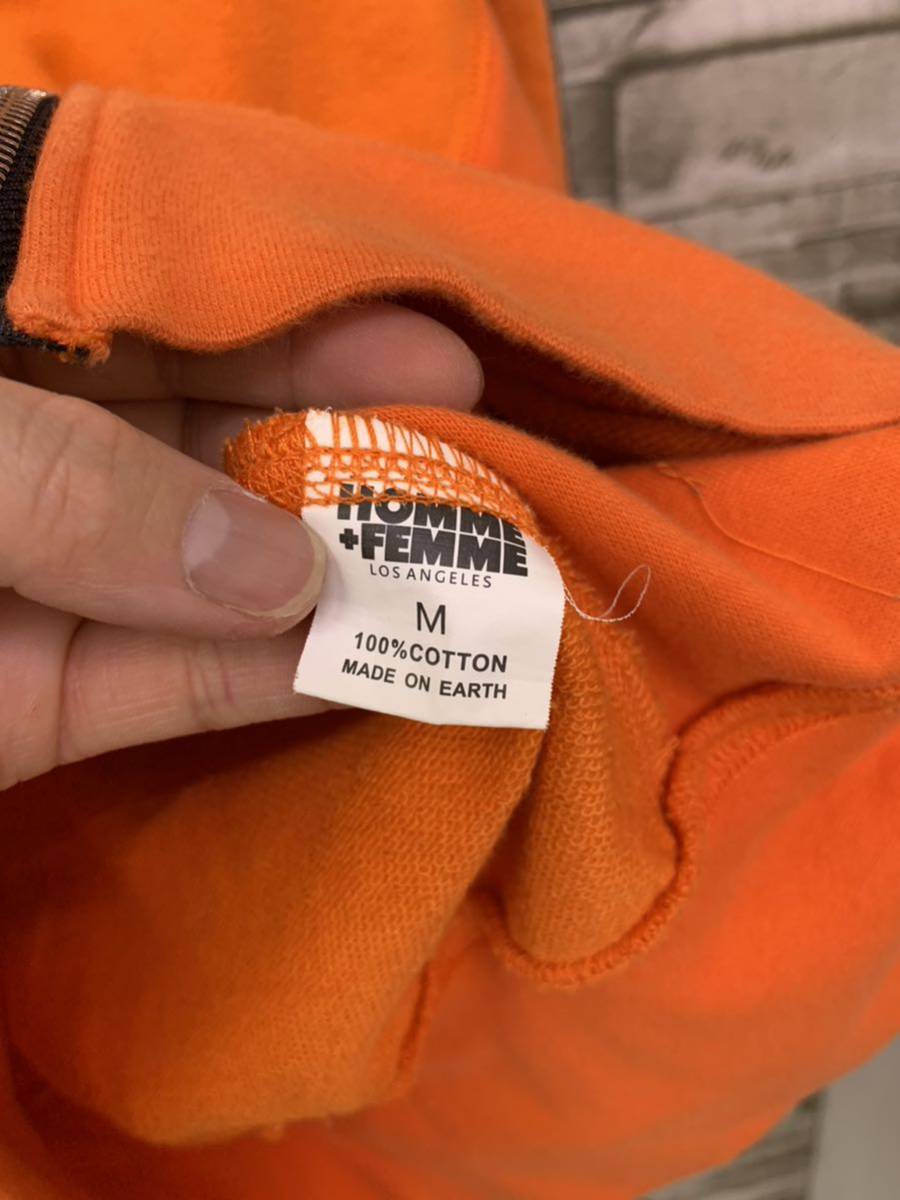 HOMME
+FEMME
LOS ANGELES
M
100%COTTON
MADE ON EARTH